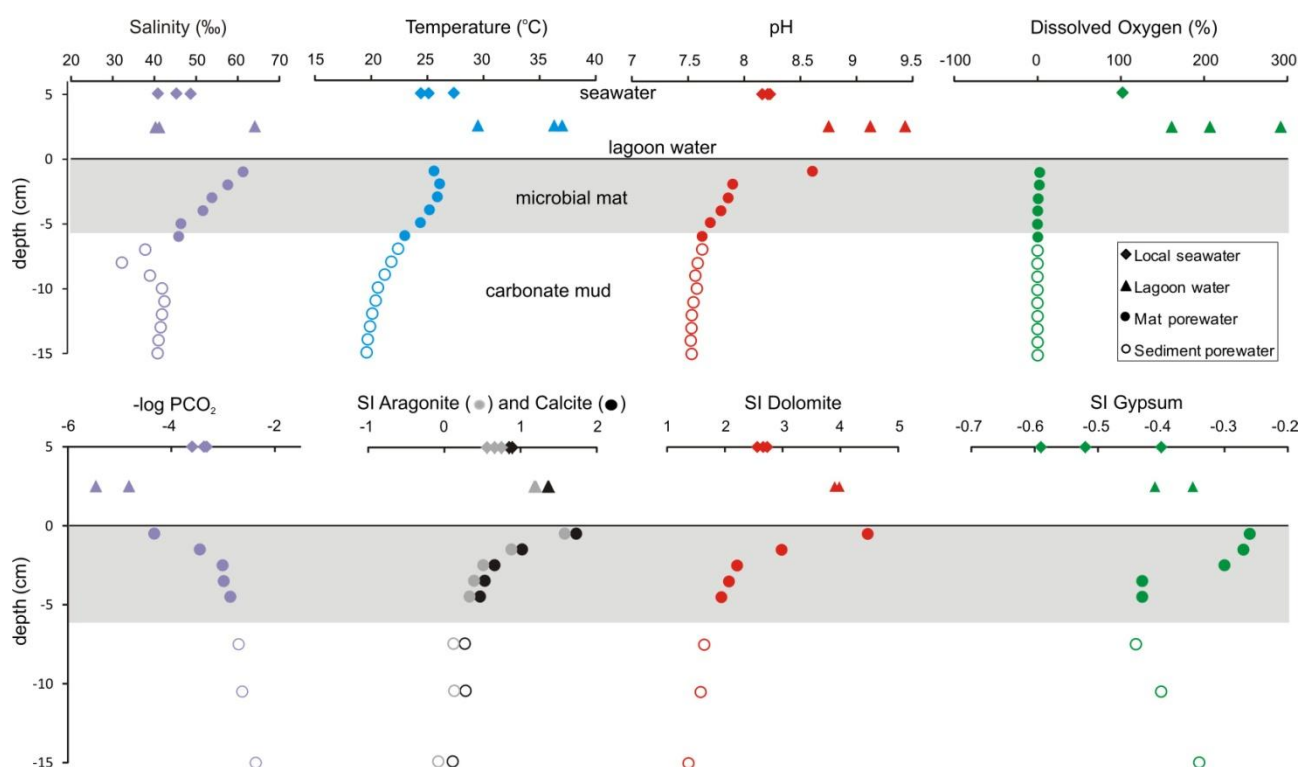 Salinity (‰) Temperature (°C) pH Dissolved Oxygen (%)
20 30 40 50 60 70 15 20 25 30 35 40 7 7.5 8 8.5 9 9.5 -100 0 100 200 300
5 seawater
lagoon water
0
microbial mat
-5
carbonate mud
-10
-15
depth (cm)
Local seawater
Lagoon water
Mat porewater
Sediment porewater
-log PCO₂ SI Aragonite ( ) and Calcite ( ) SI Dolomite SI Gypsum
-6 -4 -2 -1 0 1 2 1 2 3 4 5 -0.7 -0.6 -0.5 -0.4 -0.3 -0.2
5
0
-5
-10
-15
depth (cm)